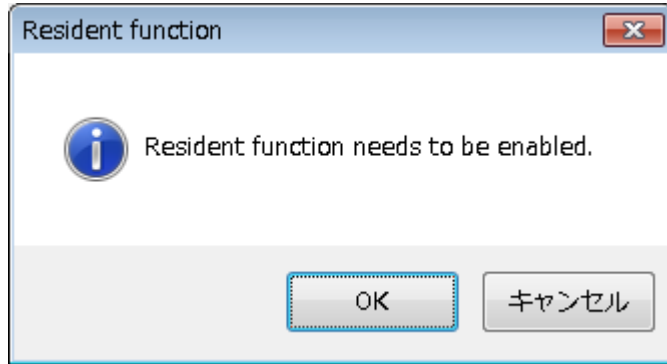 Resident function
Resident function needs to be enabled.
OK
キャンセル